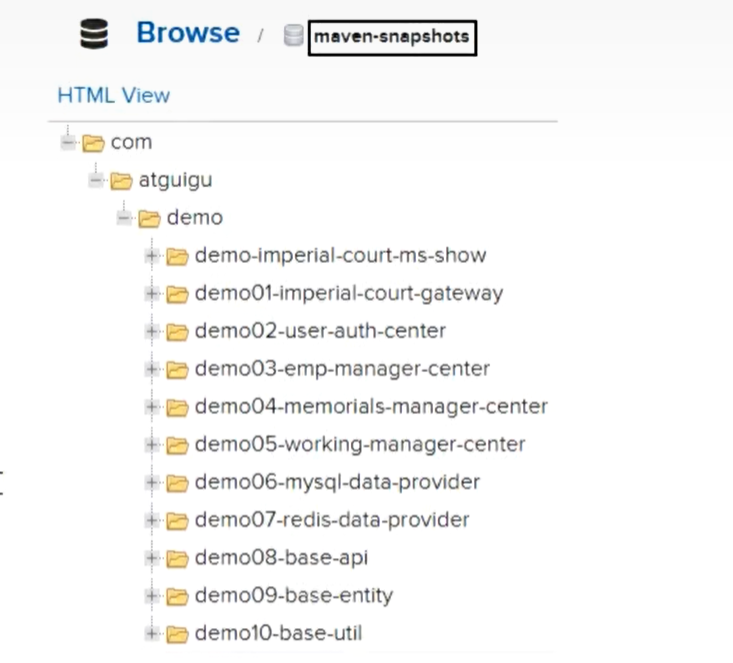 Browse / maven-snapshots
HTML View
com
atguigu
demo
demo-imperial-court-ms-show
demo01-imperial-court-gateway
demo02-user-auth-center
demo03-emp-manager-center
demo04-memorials-manager-center
demo05-working-manager-center
demo06-mysql-data-provider
demo07-redis-data-provider
demo08-base-api
demo09-base-entity
demo10-base-util